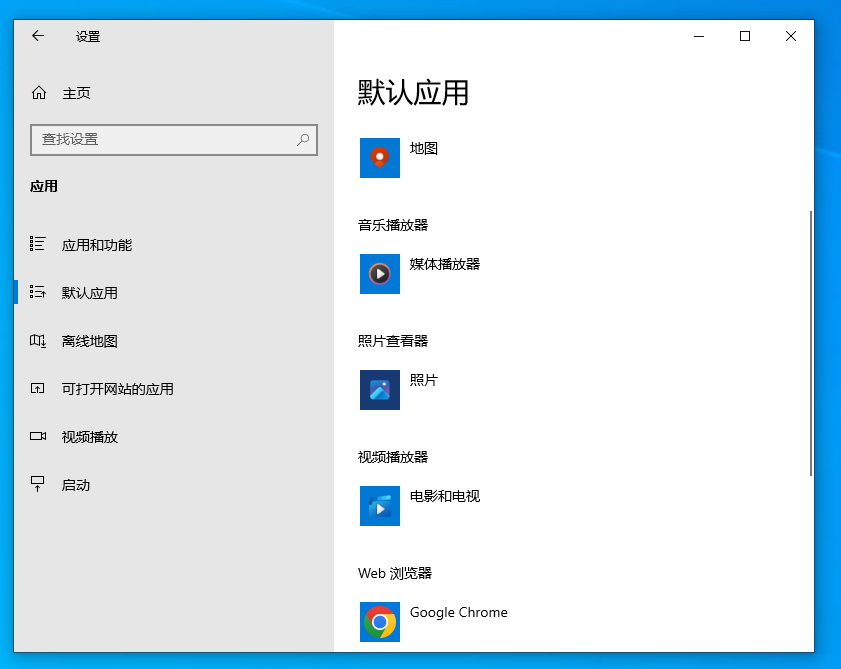 设置
主页
查找设置
应用
应用和功能
默认应用
离线地图
可打开网站的应用
视频播放
启动
默认应用
地图
音乐播放器
媒体播放器
照片查看器
照片
视频播放器
电影和电视
Web 浏览器
Google Chrome